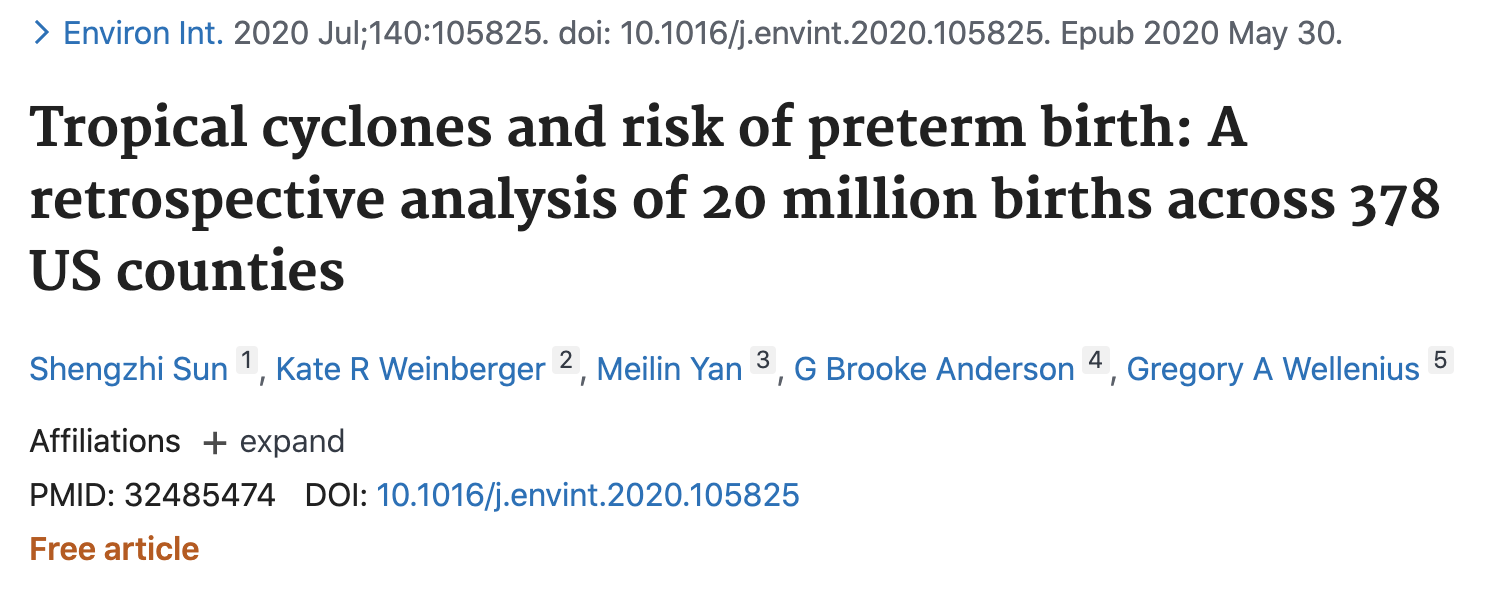 > Environ Int. 2020 Jul;140:105825. doi: 10.1016/j.envint.2020.105825. Epub 2020 May 30.
Tropical cyclones and risk of preterm birth: A
retrospective analysis of 20 million births across 378
US counties
Shengzhi Sun 1, Kate R Weinberger 2, Meilin Yan 3, G Brooke Anderson 4, Gregory A Wellenius 5
Affiliations + expand
PMID: 32485474 DOI: 10.1016/j.envint.2020.105825
Free article